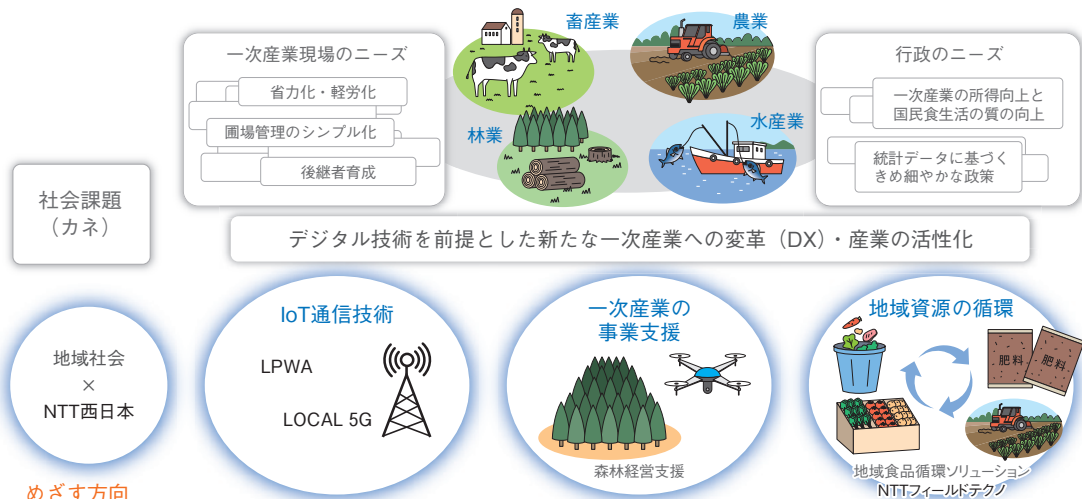 畜産業
農業
一次産業現場のニーズ
省力化・軽労化
圃場管理のシンプル化
後継者育成
林業
水産業
行政のニーズ
一次産業の所得向上と
国民食生活の質の向上
統計データに基づく
きめ細やかな政策
社会課題
(カネ)
デジタル技術を前提とした新たな一次産業への変革(DX)・産業の活性化
地域社会
×
NTT西日本
IoT通信技術
LPWA
LOCAL 5G
一次産業の
事業支援
森林経営支援
地域資源の循環
肥料
肥料
地域食品循環ソリューション
NTTフィールドテクノ
めざす方向